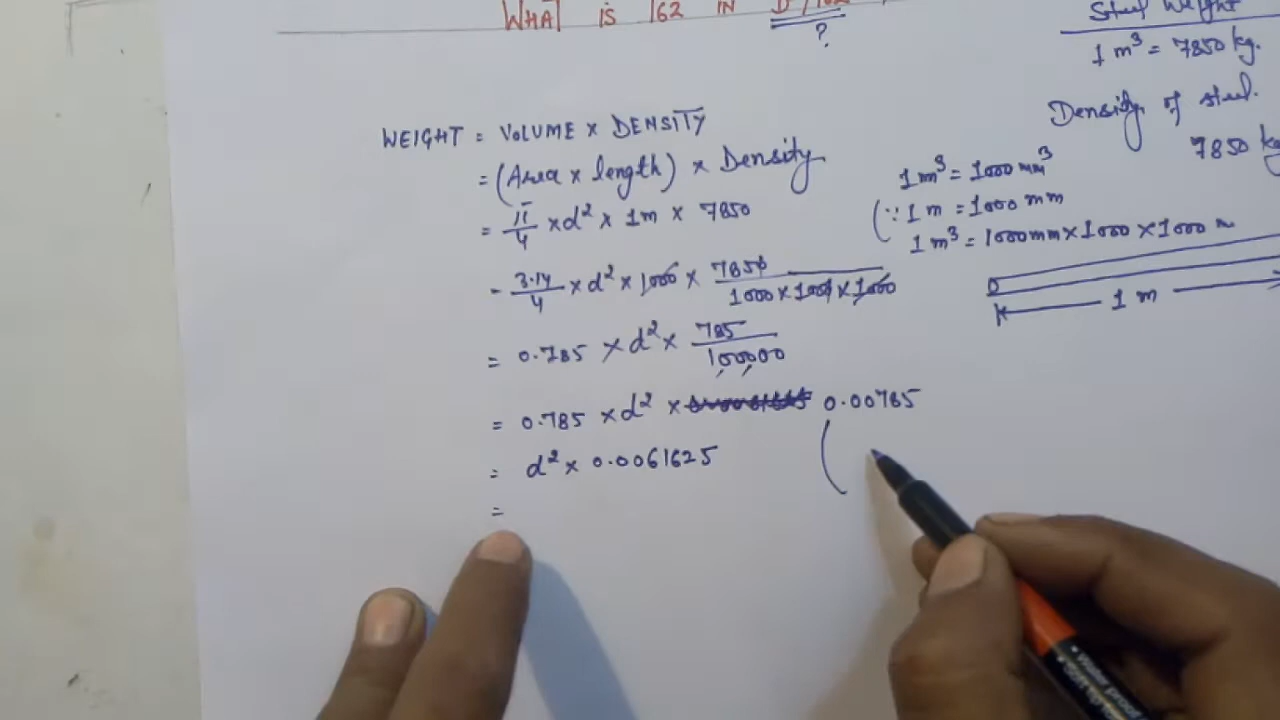 WHAT IS 162 IN
?
WEIGHT = VOLUME × DENSITY
= (Area × length) × Density
= π/4 × d² × 1m × 7850
= 3.14/4 × d² × 1000 × 7850/1000 × 1000 × 1000
= 0.785 × d² × 785/100000
= 0.785 × d² × 0.00785
= d² × 0.0061625
=
(
Steel Weight
1 m³ = 7850 kg.
Density of steel.
7850 kg
1m³ = 1000 mm³
(∵ 1 m = 1000 mm
1 m³ = 1000mm × 1000 × 1000 m
1 m